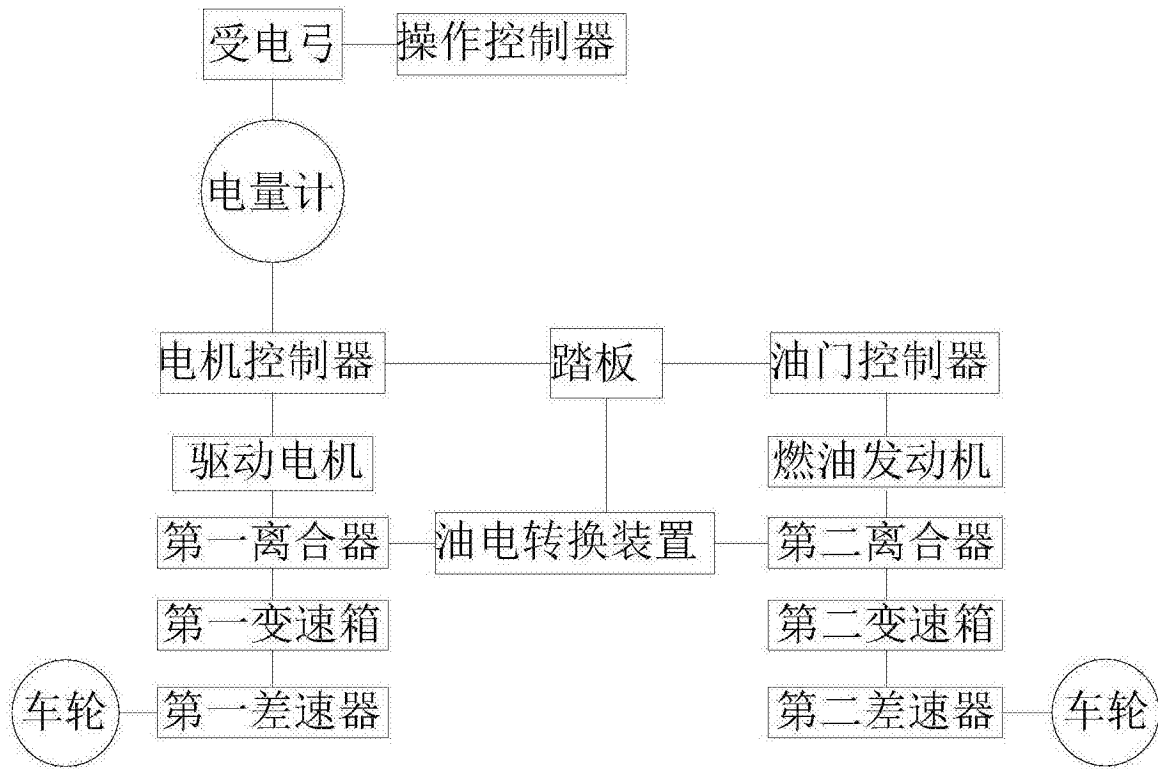 受电弓
操作控制器
电量计
电机控制器
踏板
油门控制器
驱动电机
燃油发动机
第一离合器
油电转换装置
第二离合器
第一变速箱
第二变速箱
车轮
第一差速器
第二差速器
车轮